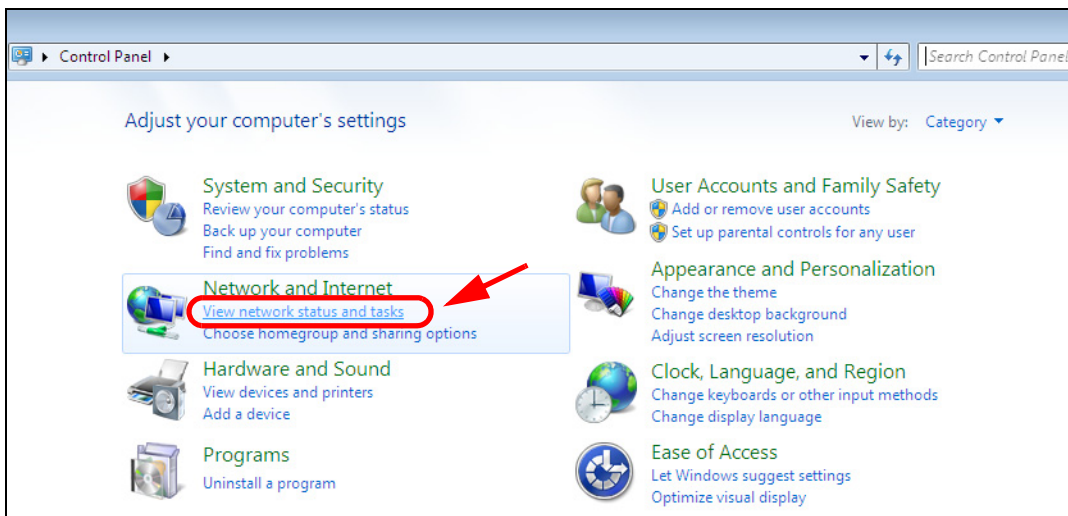 Control Panel
Search Control Panel
Adjust your computer's settings
View by: Category
System and Security
Review your computer's status
Back up your computer
Find and fix problems
Network and Internet
View network status and tasks
Choose homegroup and sharing options
Hardware and Sound
View devices and printers
Add a device
Programs
Uninstall a program
User Accounts and Family Safety
Add or remove user accounts
Set up parental controls for any user
Appearance and Personalization
Change the theme
Change desktop background
Adjust screen resolution
Clock, Language, and Region
Change keyboards or other input methods
Change display language
Ease of Access
Let Windows suggest settings
Optimize visual display